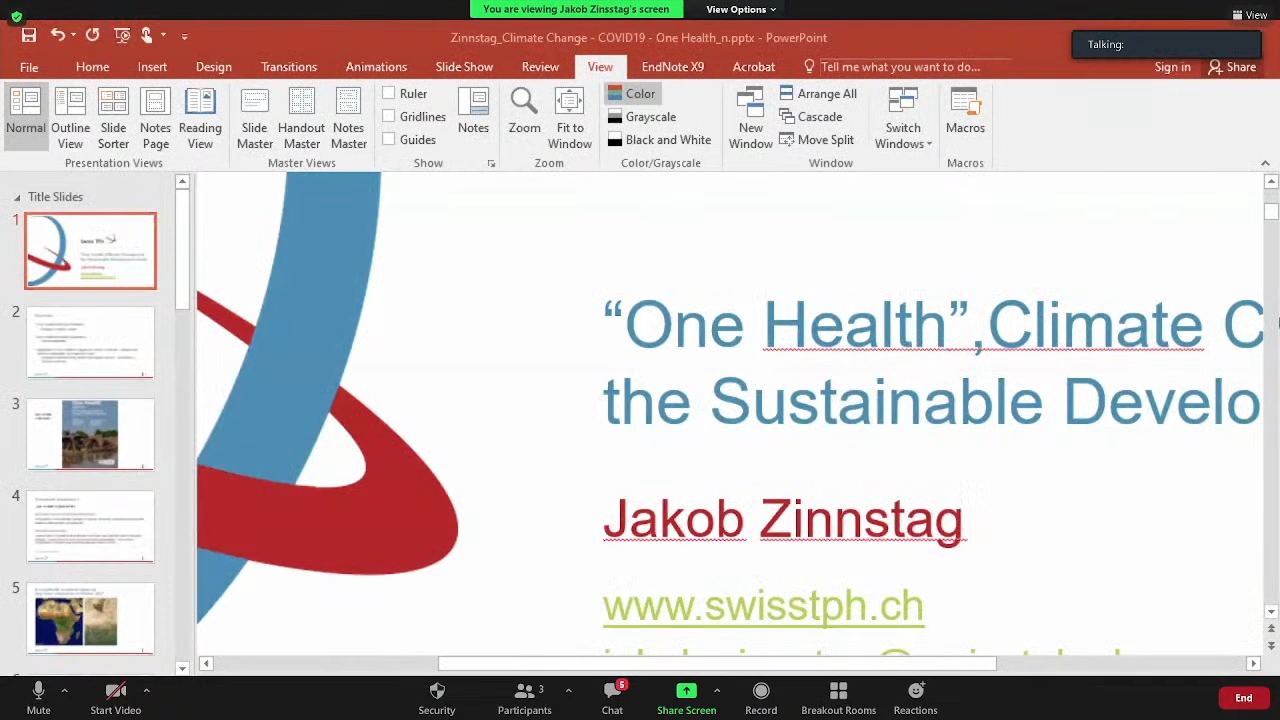 You are viewing Jakob Zinsstag's screen
View Options
View
Zinnstag_Climate Change - COVID19 - One Health_n.pptx - PowerPoint
Talking:
File
Home
Insert
Design
Transitions
Animations
Slide Show
Review
View
EndNote X9
Acrobat
Tell me what you want to do...
Sign in
Share
Normal
Outline View
Slide Sorter
Notes Page
Reading View
Presentation Views
Slide Master
Handout Master
Notes Master
Master Views
Ruler
Gridlines
Guides
Show
Notes
Zoom
Fit to Window
Zoom
Color
Grayscale
Black and White
Color/Grayscale
New Window
Arrange All
Cascade
Move Split
Window
Switch Windows
Macros
Macros
Title Slides
1
2
3
4
5
“One Health”,Climate C
the Sustainable Develo
Jakob Zinnstag
www.swisstph.ch
Mute
Start Video
Security
Participants
3
Chat
5
Share Screen
Record
Breakout Rooms
Reactions
End